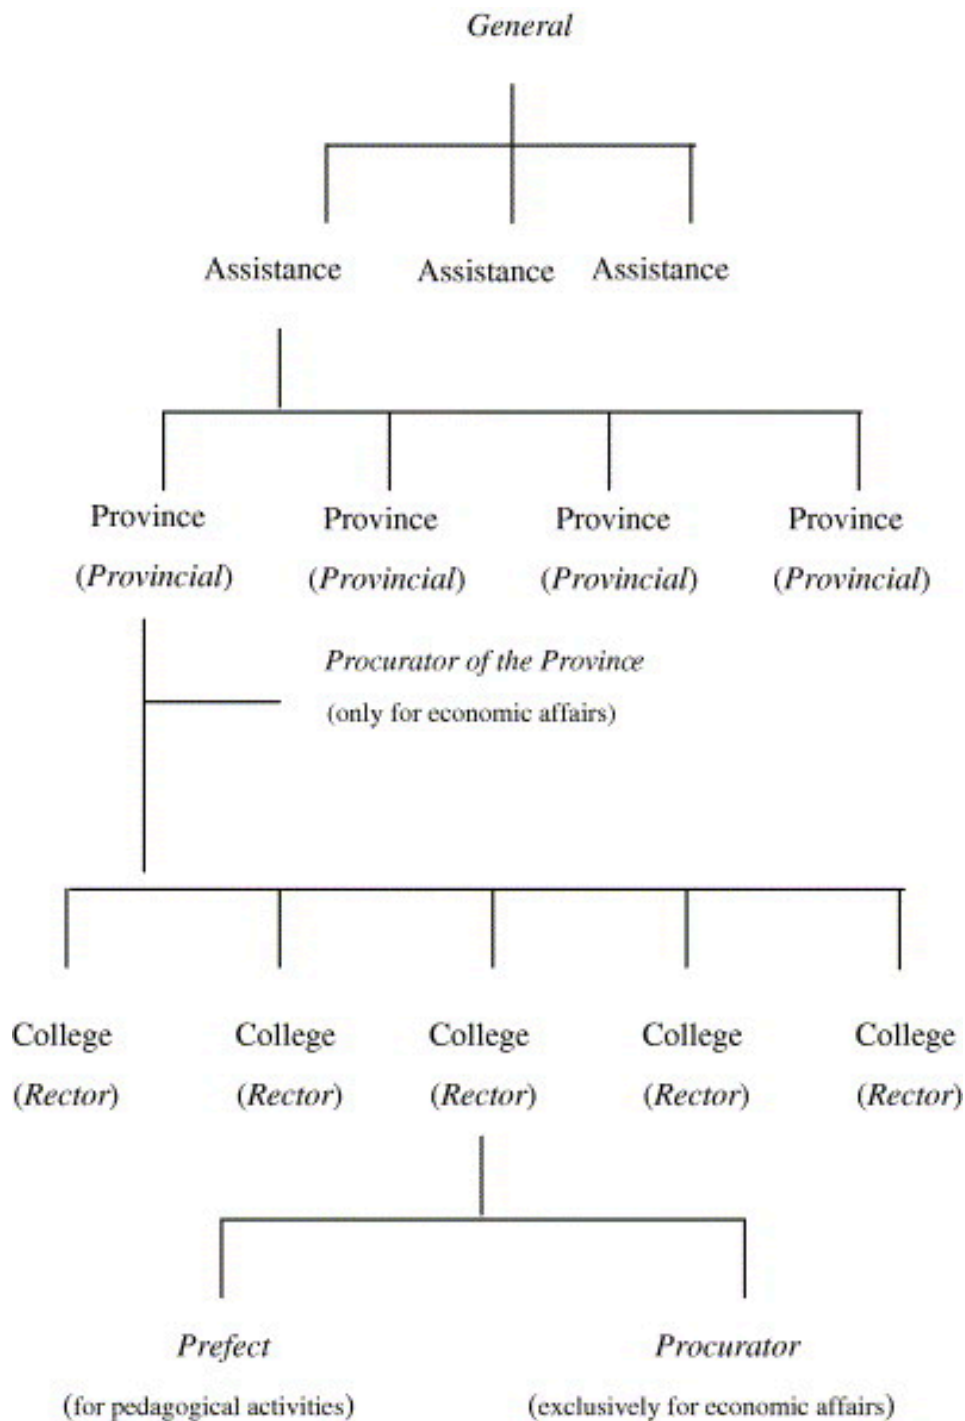 General
Assistance Assistance Assistance
Province Province Province Province
(Provincial) (Provincial) (Provincial) (Provincial)
Procurator of the Province
(only for economic affairs)
College College College College College
(Rector) (Rector) (Rector) (Rector) (Rector)
Prefect Procurator
(for pedagogical activities) (exclusively for economic affairs)